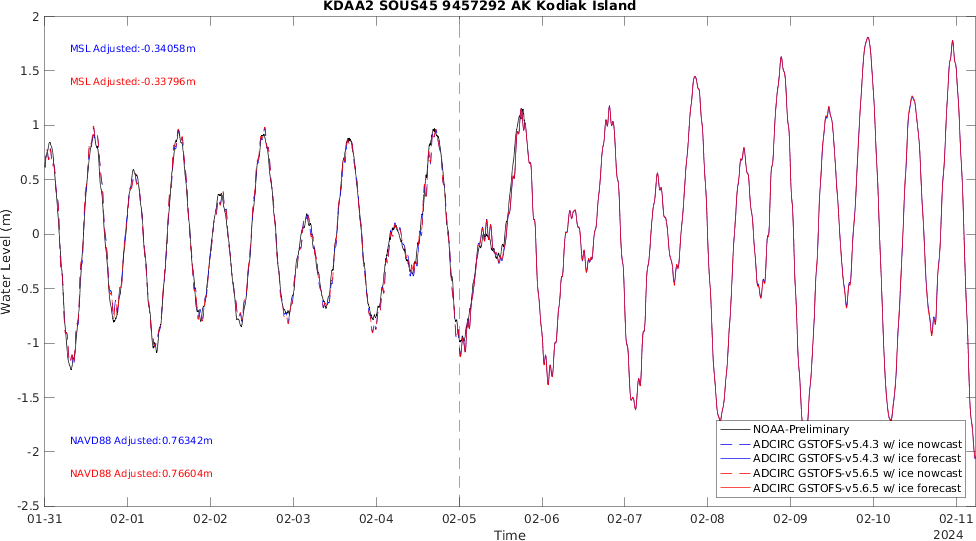 KDAA2 SOUS45 9457292 AK Kodiak Island
2
1.5
1
0.5
0
-0.5
-1
-1.5
-2
-2.5
Water Level (m)
MSL Adjusted:-0.34058m
MSL Adjusted:-0.33796m
NAVD88 Adjusted:0.76342m
NAVD88 Adjusted:0.76604m
NOAA-Preliminary
ADCIRC GSTOFS-v5.4.3 w/ ice nowcast
ADCIRC GSTOFS-v5.4.3 w/ ice forecast
ADCIRC GSTOFS-v5.6.5 w/ ice nowcast
ADCIRC GSTOFS-v5.6.5 w/ ice forecast
01-31 02-01 02-02 02-03 02-04 02-05 02-06 02-07 02-08 02-09 02-10 02-11
2024
Time